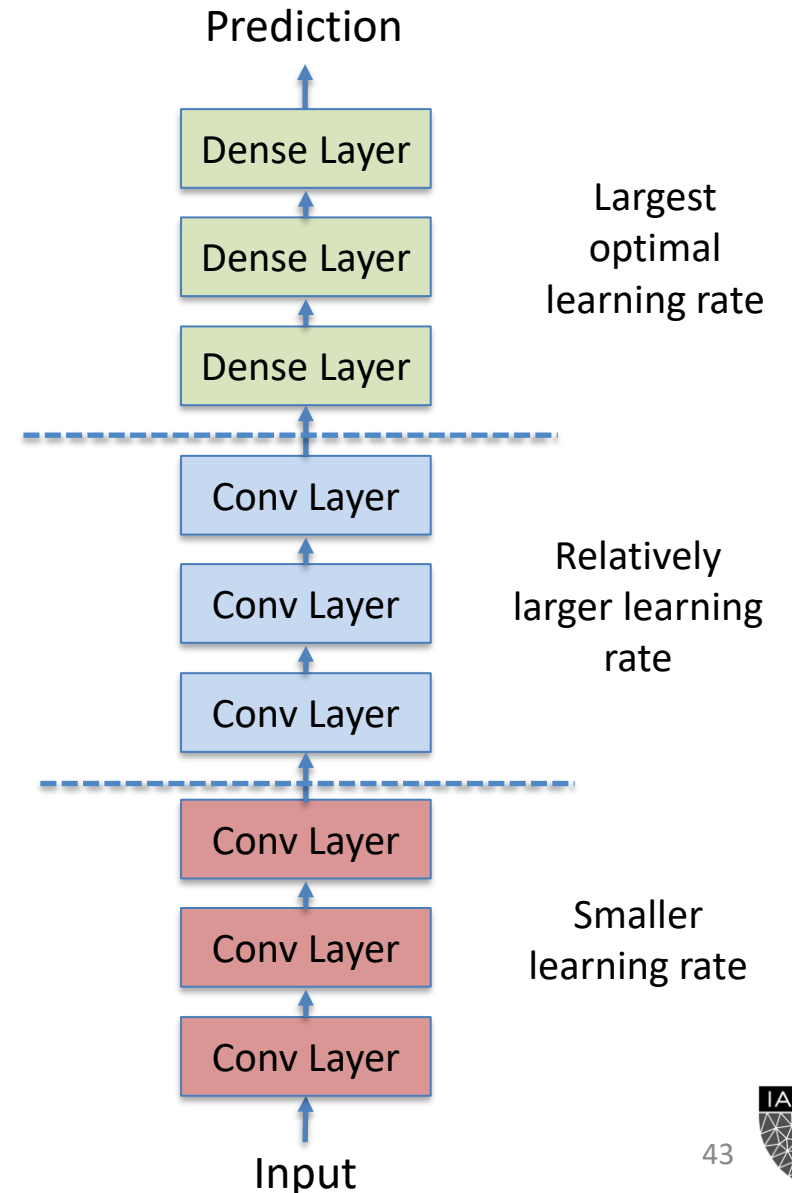 Prediction
Dense Layer
Dense Layer
Largest
optimal
learning rate
Dense Layer
Conv Layer
Conv Layer
Relatively
larger learning
rate
Conv Layer
Conv Layer
Conv Layer
Smaller
learning rate
Conv Layer
Input
43
IA